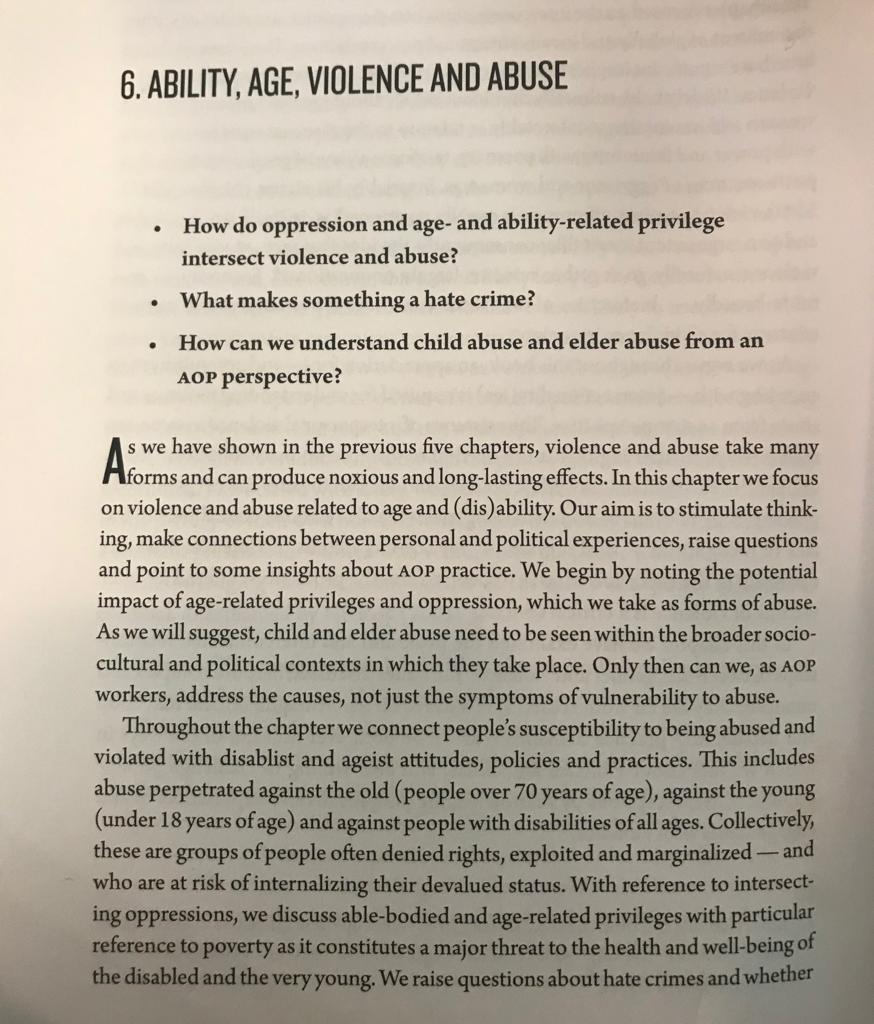 6. ABILITY, AGE, VIOLENCE AND ABUSE
• How do oppression and age- and ability-related privilege
intersect violence and abuse?
• What makes something a hate crime?
• How can we understand child abuse and elder abuse from an
AOP perspective?
As we have shown in the previous five chapters, violence and abuse take many
forms and can produce noxious and long-lasting effects. In this chapter we focus
on violence and abuse related to age and (dis)ability. Our aim is to stimulate think-
ing, make connections between personal and political experiences, raise questions
and point to some insights about AOP practice. We begin by noting the potential
impact of age-related privileges and oppression, which we take as forms of abuse.
As we will suggest, child and elder abuse need to be seen within the broader socio-
cultural and political contexts in which they take place. Only then can we, as AOP
workers, address the causes, not just the symptoms of vulnerability to abuse.
Throughout the chapter we connect people's susceptibility to being abused and
violated with disablist and ageist attitudes, policies and practices. This includes
abuse perpetrated against the old (people over 70 years of age), against the young
(under 18 years of age) and against people with disabilities of all ages. Collectively,
these are groups of people often denied rights, exploited and marginalized — and
who are at risk of internalizing their devalued status. With reference to intersect-
ing oppressions, we discuss able-bodied and age-related privileges with particular
reference to poverty as it constitutes a major threat to the health and well-being of
the disabled and the very young. We raise questions about hate crimes and whether